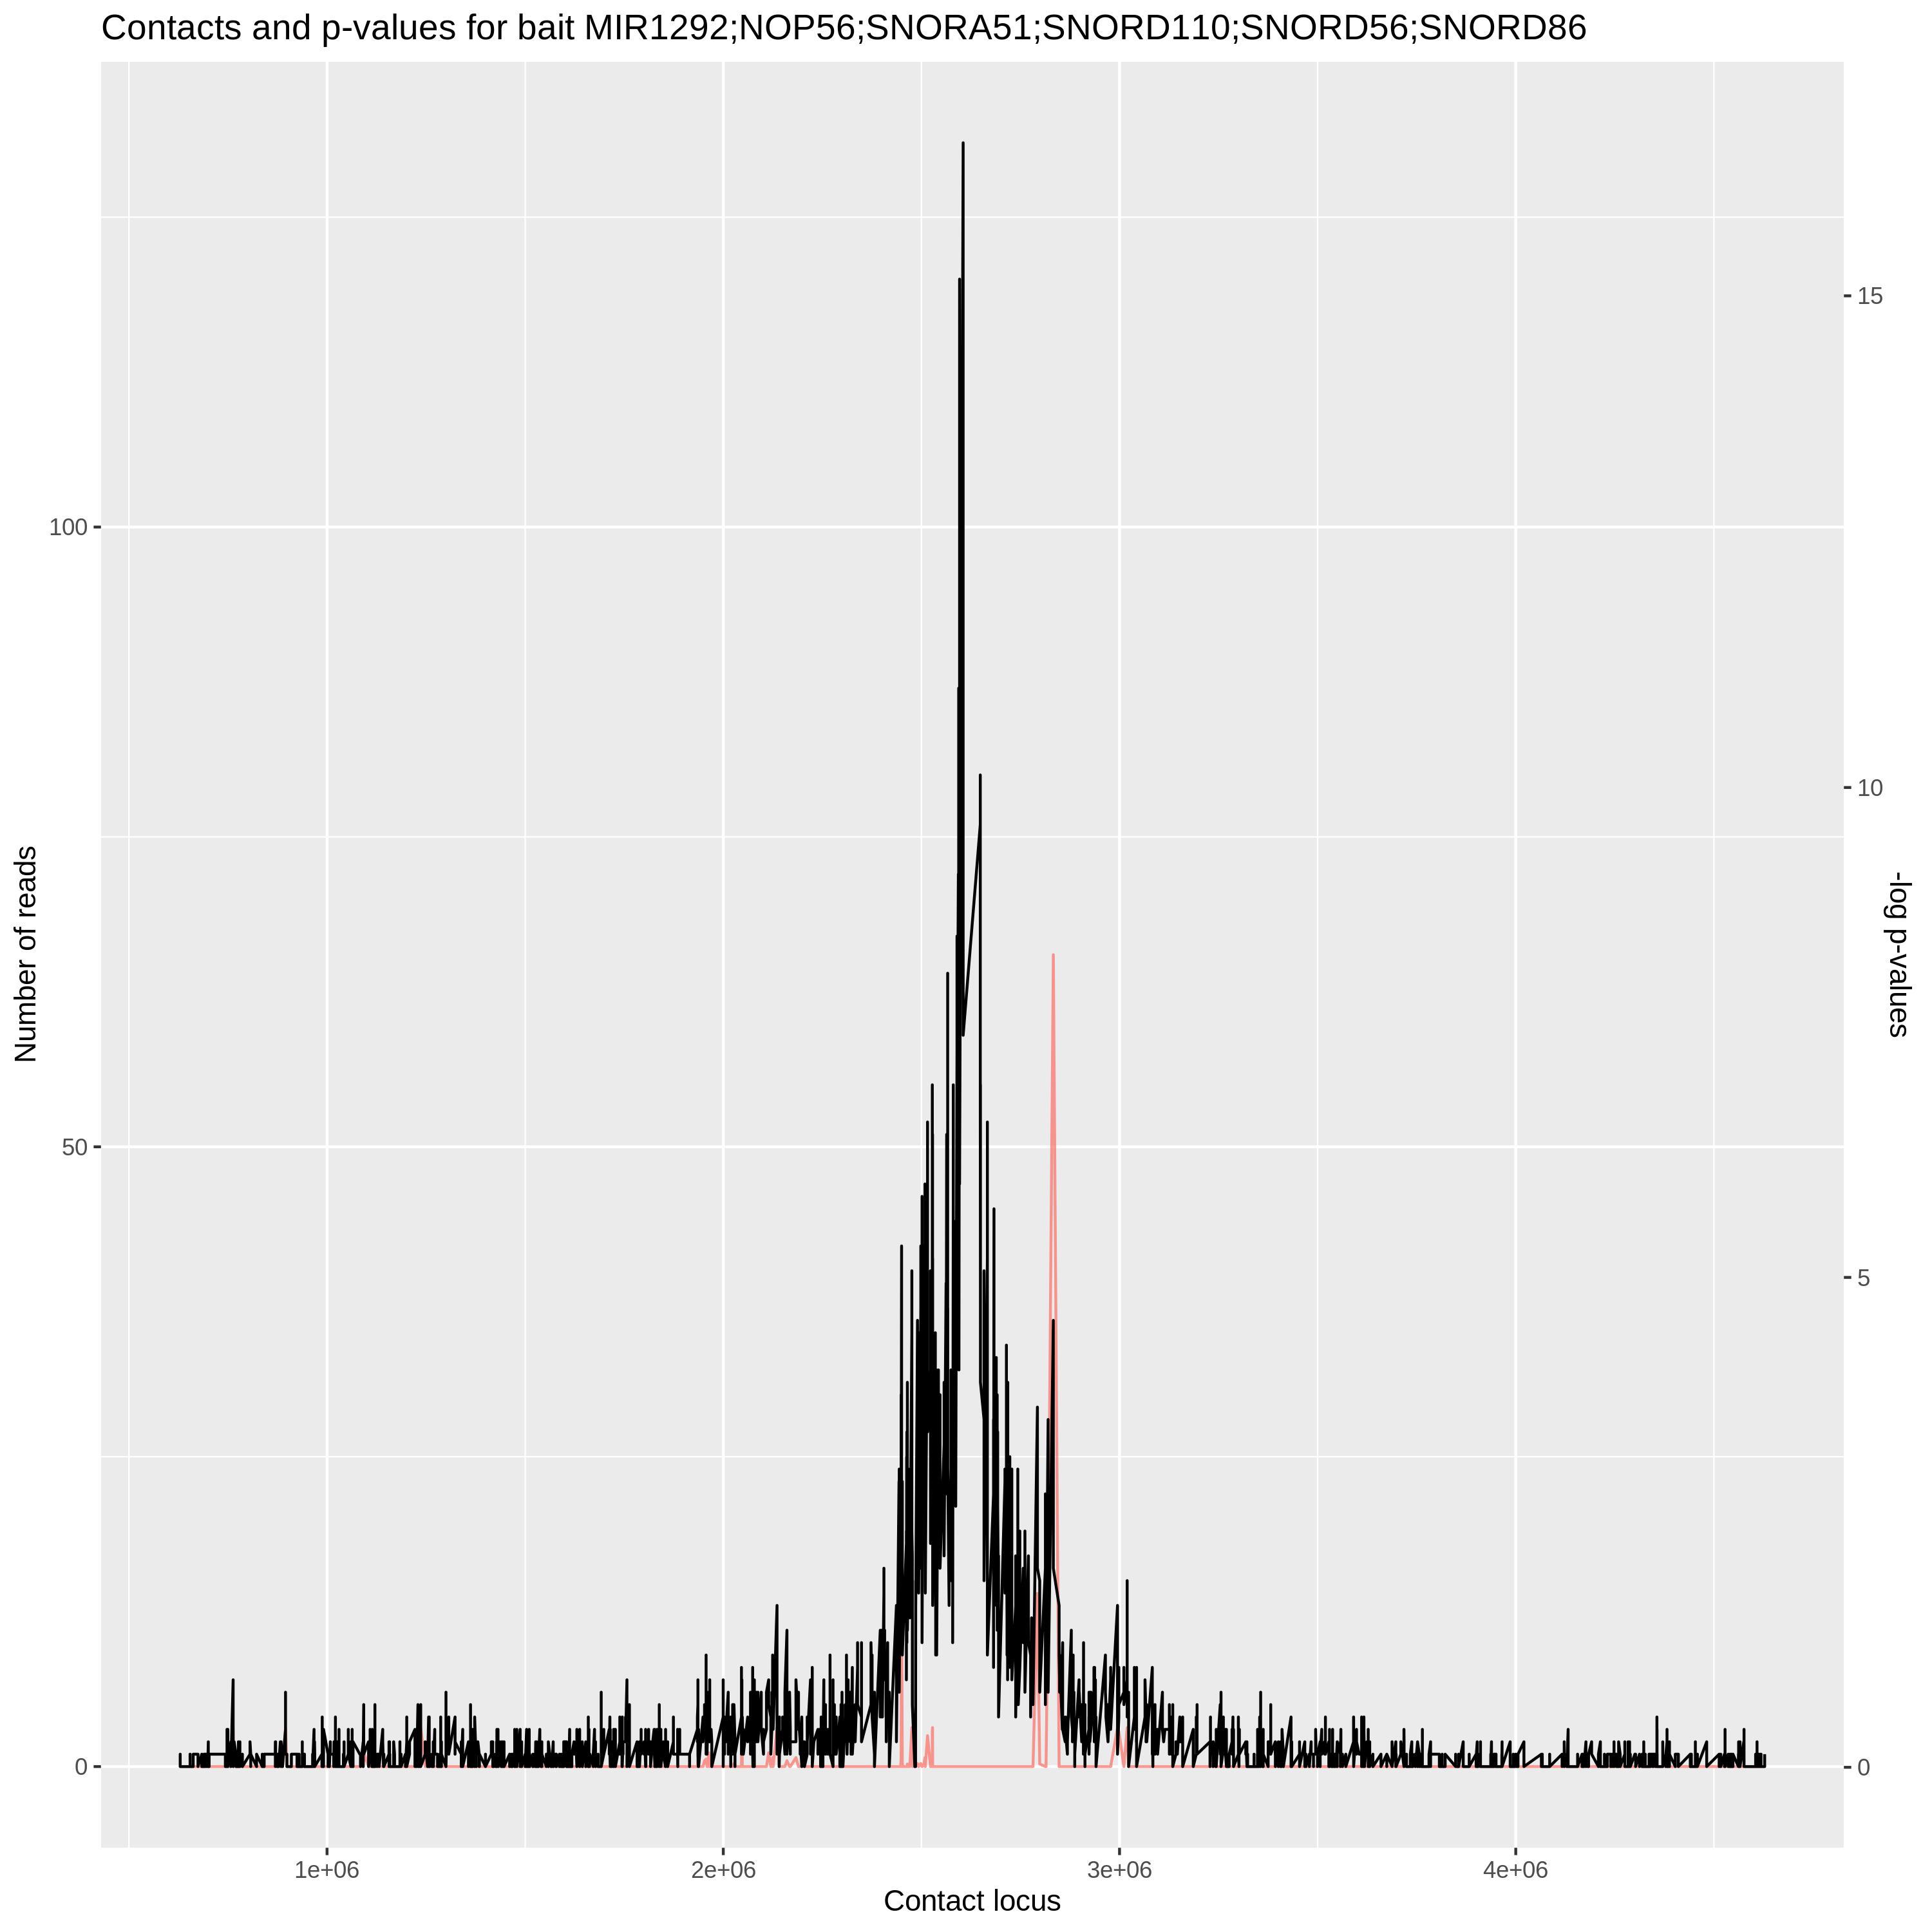 Contacts and p-values for bait MIR1292;NOP56;SNORA51;SNORD110;SNORD56;SNORD86
Number of reads
100
50
0
15
10
5
0
-log p-values
1e+06
2e+06
3e+06
4e+06
Contact locus